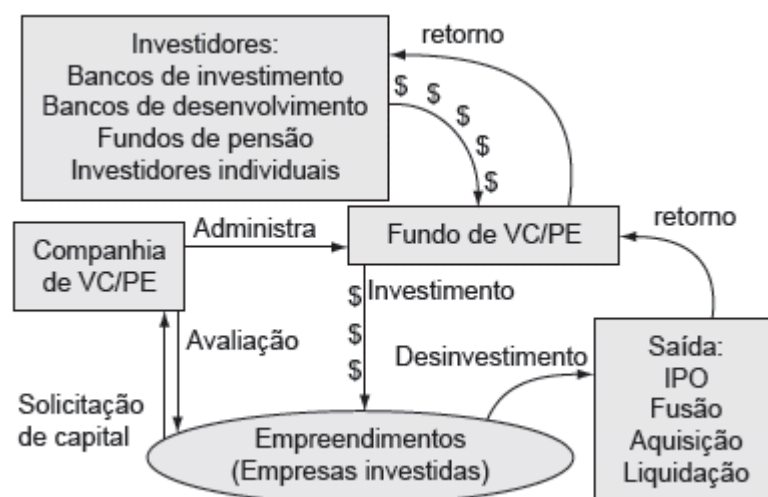 Investidores:
Bancos de investimento
Bancos de desenvolvimento
Fundos de pensão
Investidores individuais
retorno
$
$
$
$
$
Companhia
de VC/PE
Administra
Fundo de VC/PE
retorno
$
$
$
Investimento
Avaliação
Solicitação
de capital
Desinvestimento
Empreendimentos
(Empresas investidas)
Saída:
IPO
Fusão
Aquisição
Liquidação